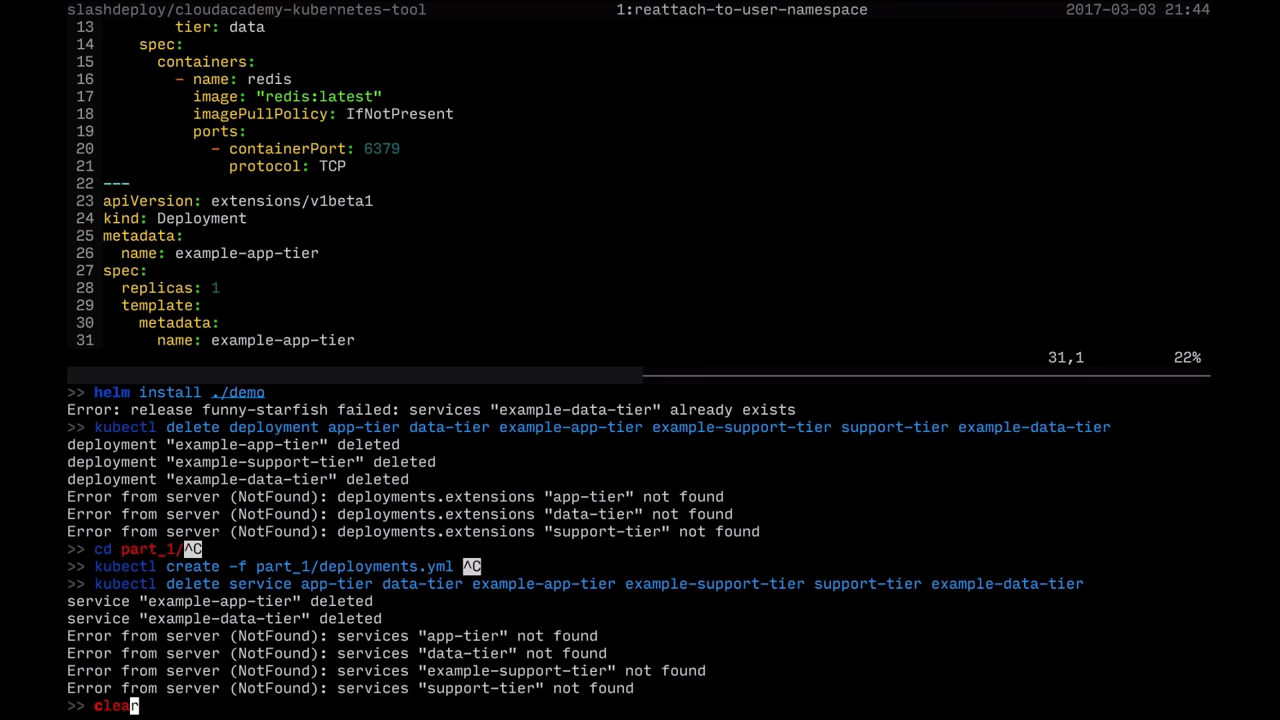 slashdeploy/cloudacademy-kubernetes-tool 1:reattach-to-user-namespace 2017-03-03 21:44
13         tier: data
14     spec:
15       containers:
16         - name: redis
17           image: "redis:latest"
18           imagePullPolicy: IfNotPresent
19           ports:
20             - containerPort: 6379
21               protocol: TCP
22 ---
23 apiVersion: extensions/v1beta1
24 kind: Deployment
25 metadata:
26   name: example-app-tier
27 spec:
28   replicas: 1
29   template:
30     metadata:
31       name: example-app-tier
31,1 22%
>> helm install ./demo
Error: release funny-starfish failed: services "example-data-tier" already exists
>> kubectl delete deployment app-tier data-tier example-app-tier example-support-tier support-tier example-data-tier
deployment "example-app-tier" deleted
deployment "example-support-tier" deleted
deployment "example-data-tier" deleted
Error from server (NotFound): deployments.extensions "app-tier" not found
Error from server (NotFound): deployments.extensions "data-tier" not found
Error from server (NotFound): deployments.extensions "support-tier" not found
>> cd part_1/^C
>> kubectl create -f part_1/deployments.yml ^C
>> kubectl delete service app-tier data-tier example-app-tier example-support-tier support-tier example-data-tier
service "example-app-tier" deleted
service "example-data-tier" deleted
Error from server (NotFound): services "app-tier" not found
Error from server (NotFound): services "data-tier" not found
Error from server (NotFound): services "example-support-tier" not found
Error from server (NotFound): services "support-tier" not found
>> clear